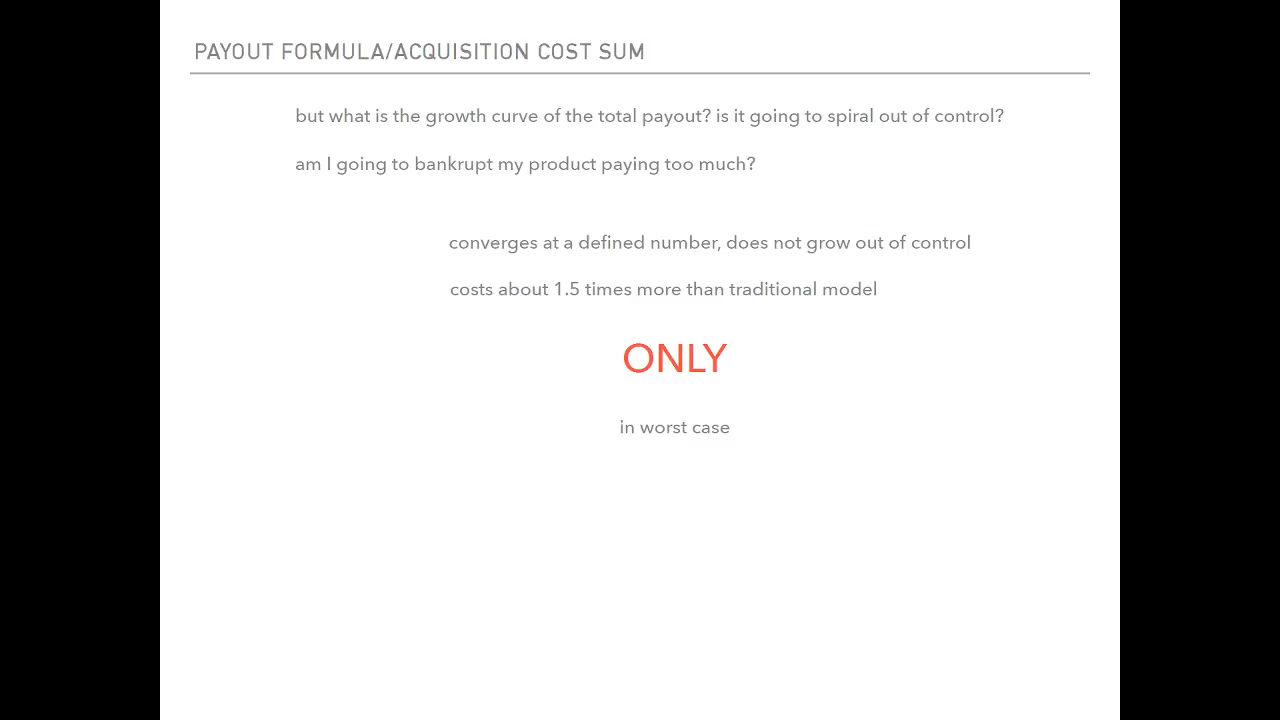 PAYOUT FORMULA/ACQUISITION COST SUM
but what is the growth curve of the total payout? is it going to spiral out of control?
am I going to bankrupt my product paying too much?
converges at a defined number, does not grow out of control
costs about 1.5 times more than traditional model
ONLY
in worst case